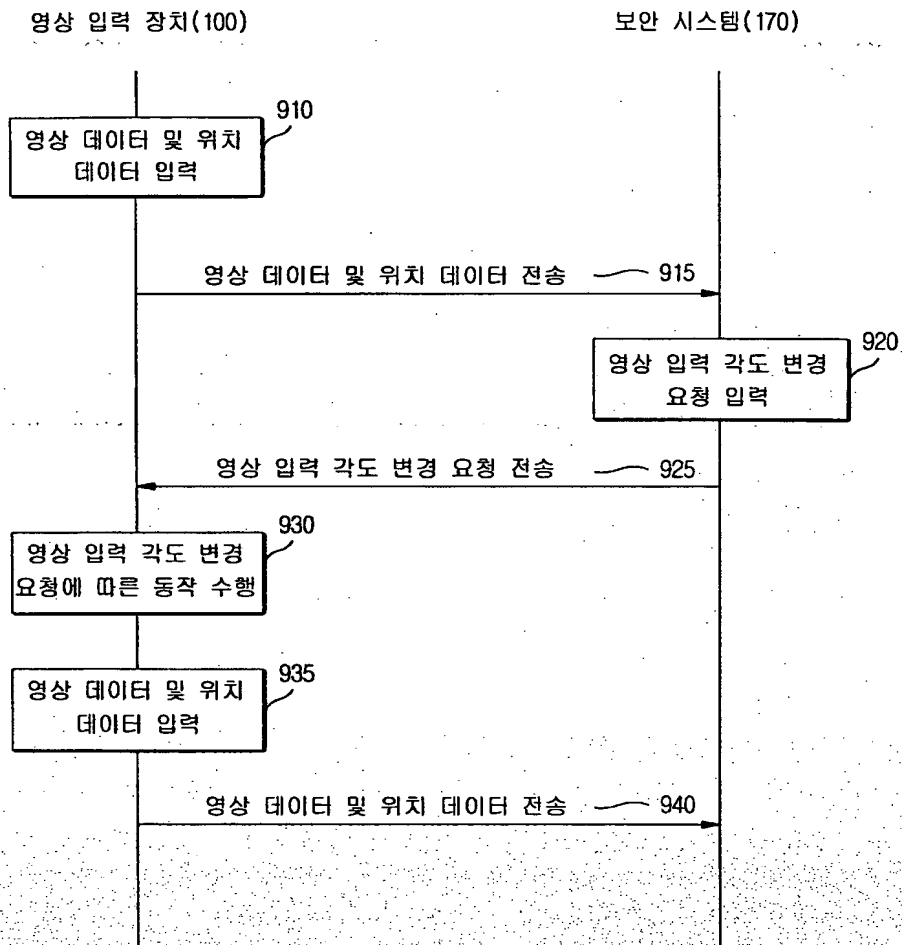 영상 입력 장치(100)
보안 시스템(170)
910
영상 데이터 및 위치
데이터 입력
영상 데이터 및 위치 데이터 전송
915
920
영상 입력 각도 변경
요청 입력
영상 입력 각도 변경 요청 전송
925
930
영상 입력 각도 변경
요청에 따른 동작 수행
935
영상 데이터 및 위치
데이터 입력
영상 데이터 및 위치 데이터 전송
940